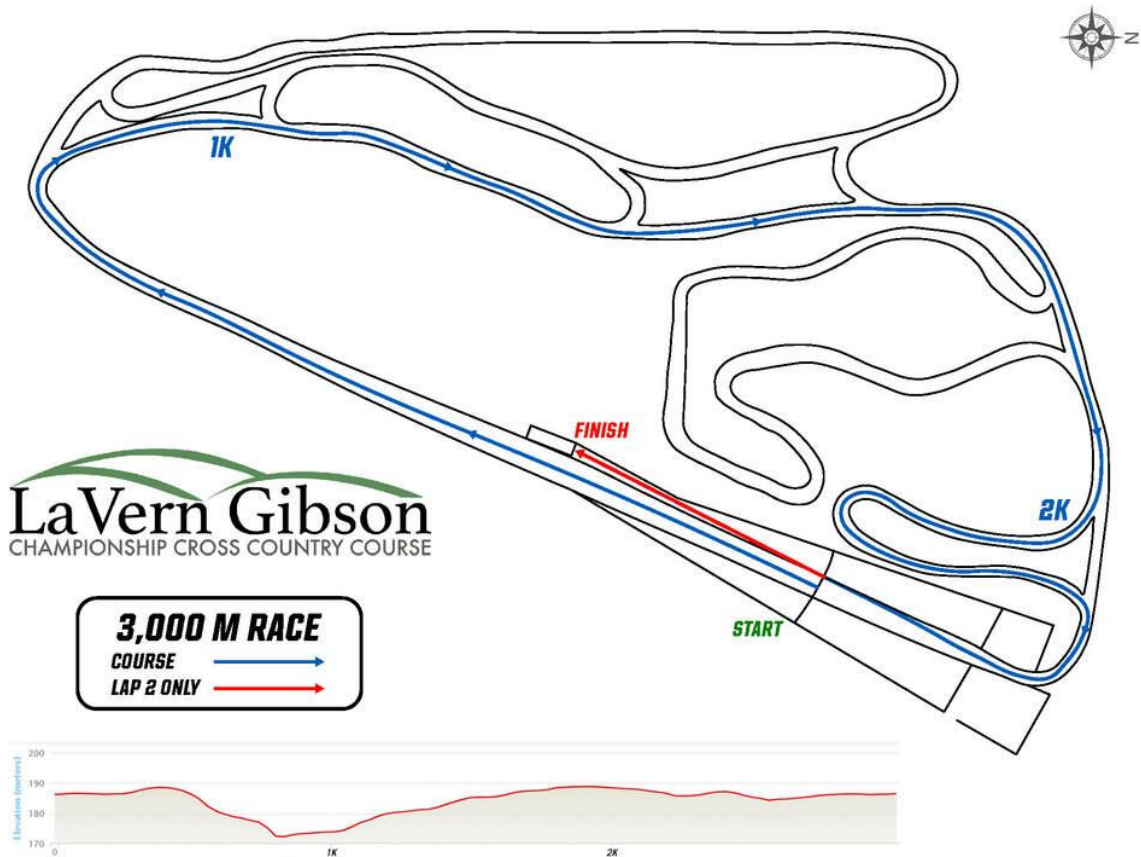 N
1K
FINISH
2K
LaVern Gibson
CHAMPIONSHIP CROSS COUNTRY COURSE
START
3,000 M RACE
COURSE
LAP 2 ONLY
Elevation (meters)
200
190
180
170
0
1K
2K